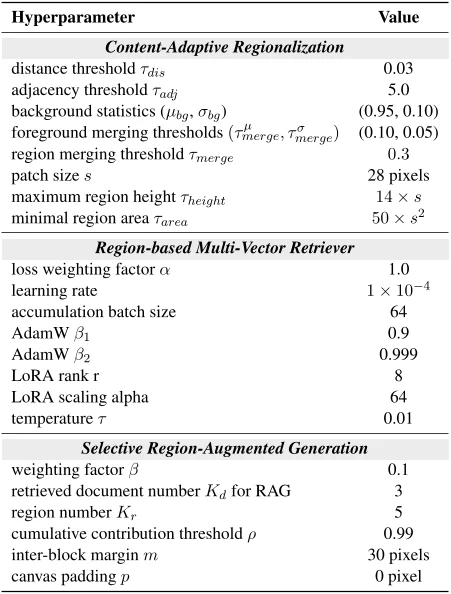 Hyperparameter Value
Content-Adaptive Regionalization
distance threshold τ_dis 0.03
adjacency threshold τ_adj 5.0
background statistics (μ_bg, σ_bg) (0.95, 0.10)
foreground merging thresholds (τ^μ_merge, τ^σ_merge) (0.10, 0.05)
region merging threshold τ_merge 0.3
patch size s 28 pixels
maximum region height τ_height 14 × s
minimal region area τ_area 50 × s²
Region-based Multi-Vector Retriever
loss weighting factor α 1.0
learning rate 1 × 10⁻⁴
accumulation batch size 64
AdamW β₁ 0.9
AdamW β₂ 0.999
LoRA rank r 8
LoRA scaling alpha 64
temperature τ 0.01
Selective Region-Augmented Generation
weighting factor β 0.1
retrieved document number K_d for RAG 3
region number K_r 5
cumulative contribution threshold ρ 0.99
inter-block margin m 30 pixels
canvas padding p 0 pixel